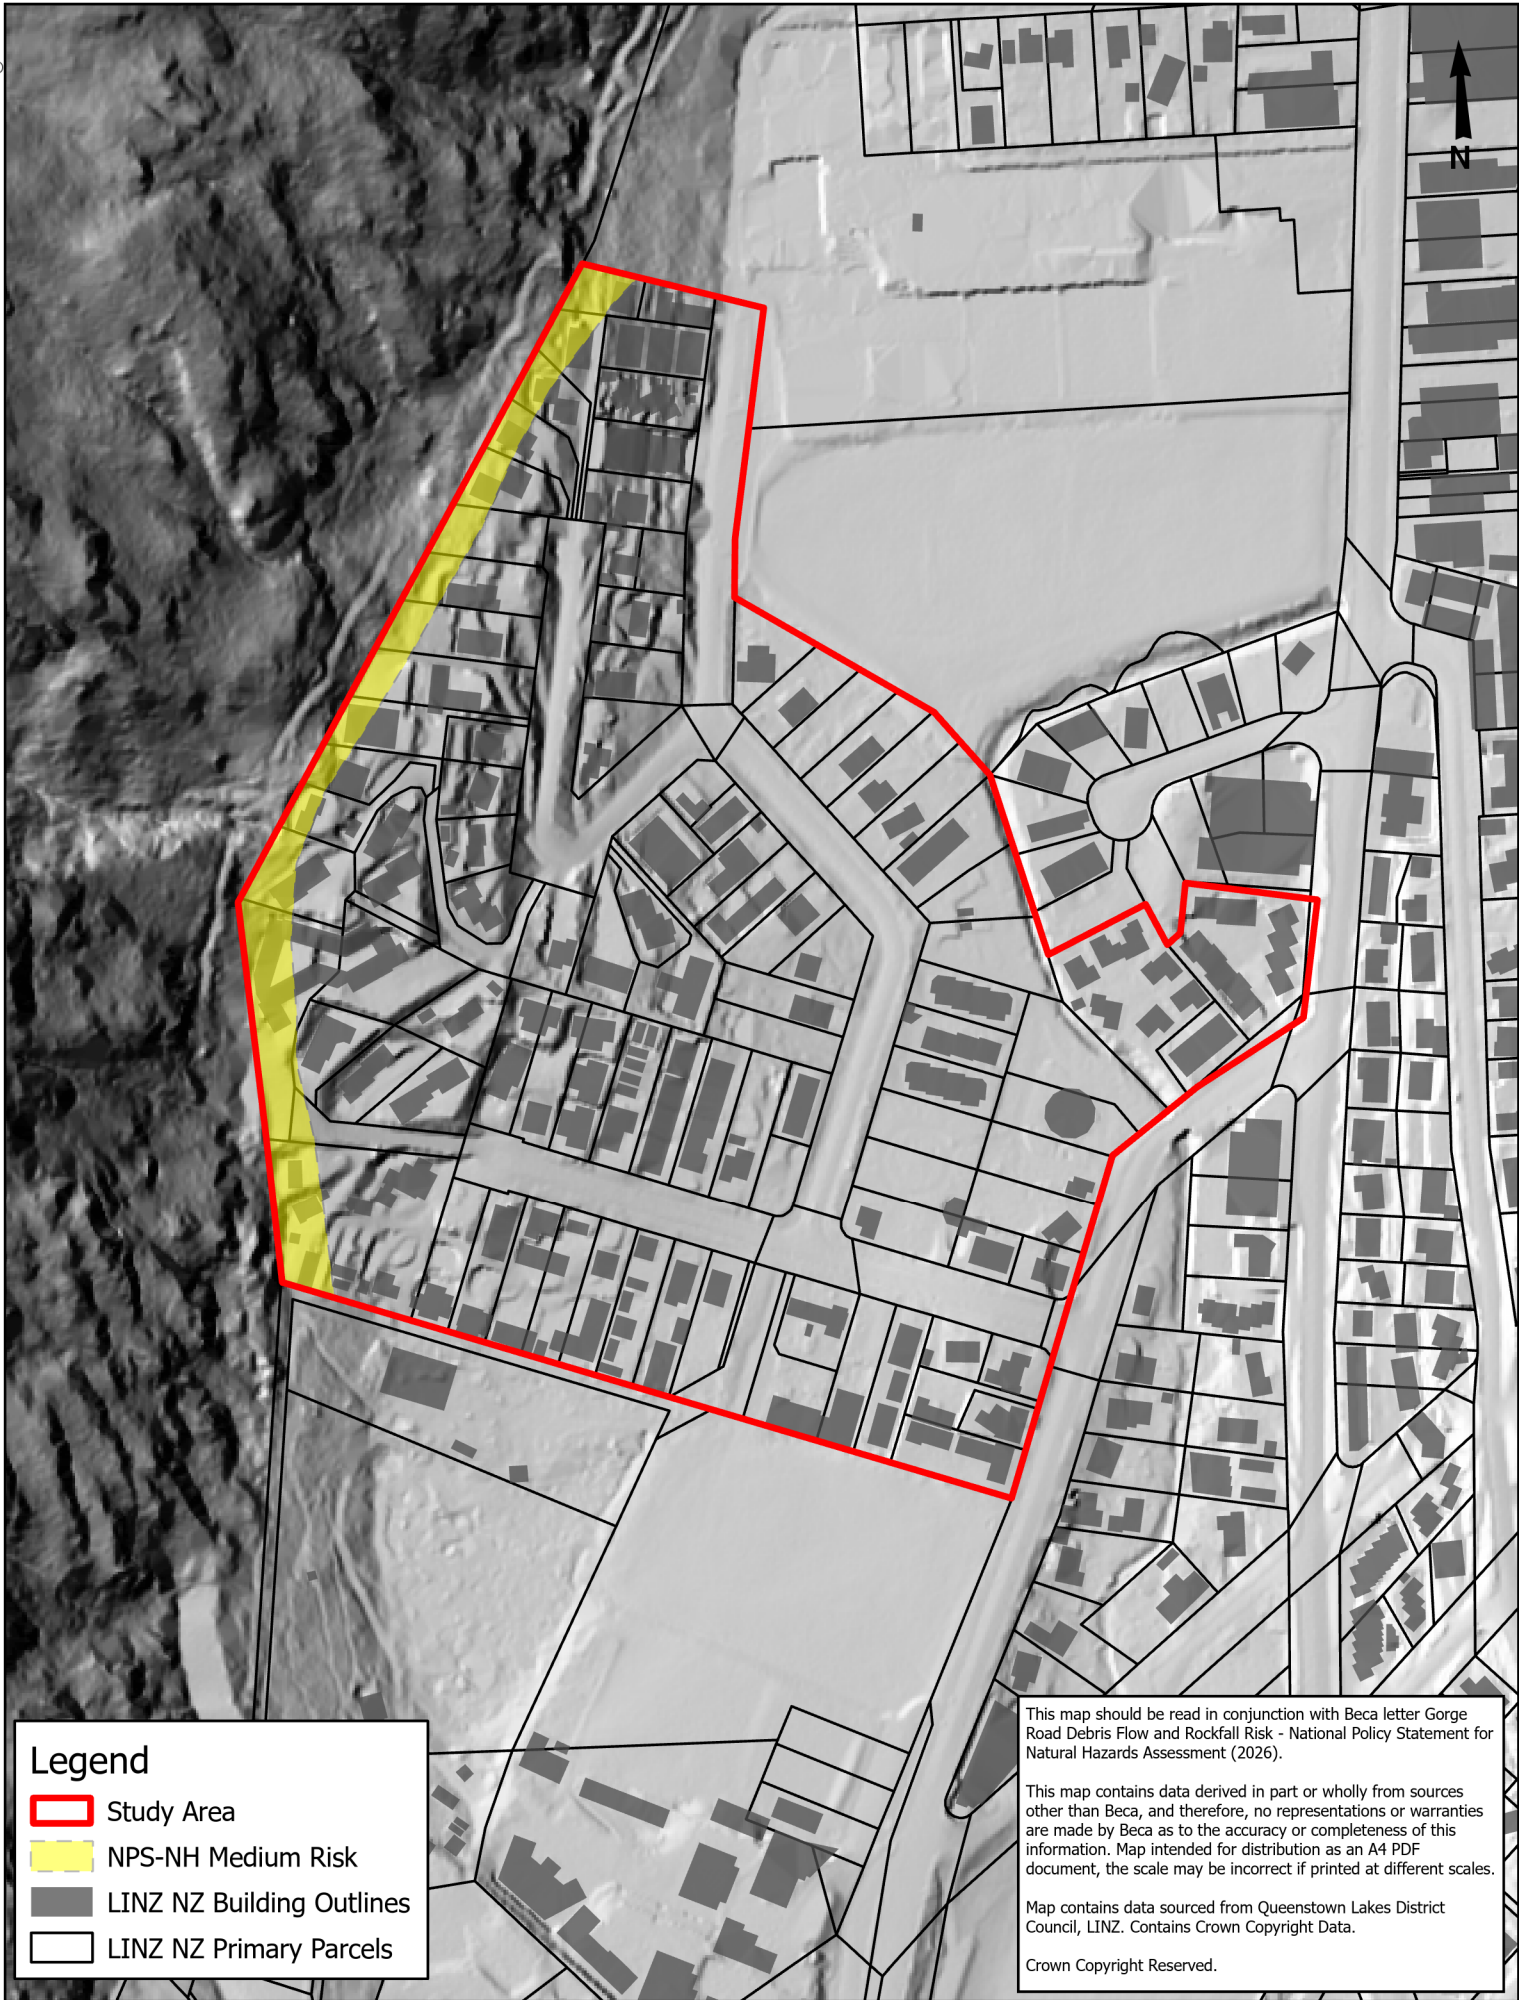 N
Legend
Study Area
NPS-NH Medium Risk
LINZ NZ Building Outlines
LINZ NZ Primary Parcels
This map should be read in conjunction with Beca letter Gorge
Road Debris Flow and Rockfall Risk - National Policy Statement for
Natural Hazards Assessment (2026).
This map contains data derived in part or wholly from sources
other than Beca, and therefore, no representations or warranties
are made by Beca as to the accuracy or completeness of this
information. Map intended for distribution as an A4 PDF
document, the scale may be incorrect if printed at different scales.
Map contains data sourced from Queenstown Lakes District
Council, LINZ. Contains Crown Copyright Data.
Crown Copyright Reserved.